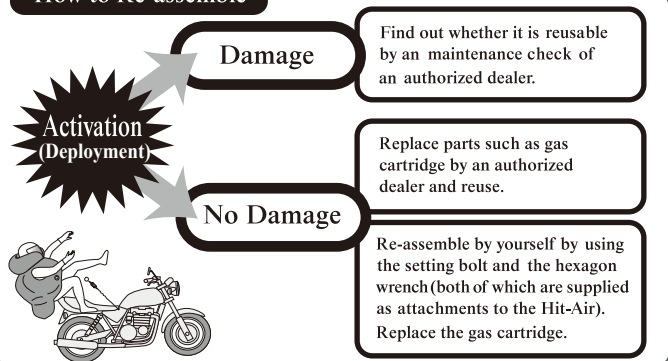 How to Re-assemble
Damage
Find out whether it is reusable
by an maintenance check of
an authorized dealer.
Activation
(Deployment)
No Damage
Replace parts such as gas
cartridge by an authorized
dealer and reuse.
Re-assemble by yourself by using
the setting bolt and the hexagon
wrench(both of which are supplied
as attachments to the Hit-Air).
Replace the gas cartridge.